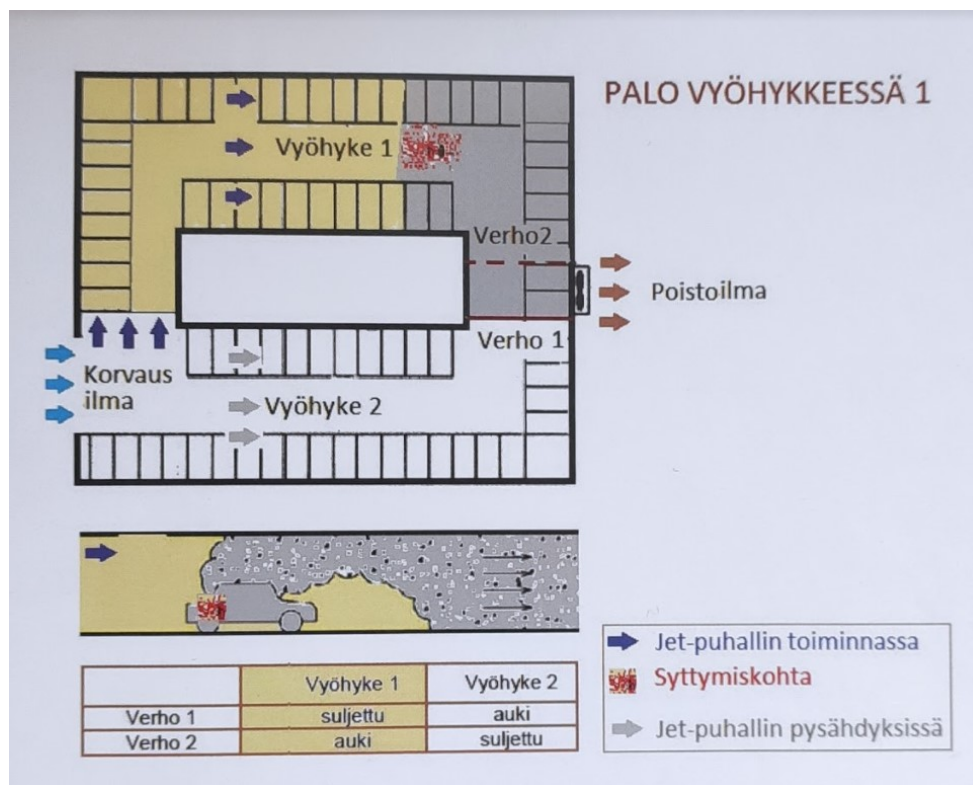 PALO VYÖHYKKEESSÄ 1
Vyöhyke 1
Verho2
Poistoilma
Verho 1
Korvaus
ilma
Vyöhyke 2
Jet-puhallin toiminnassa
Syttymiskohta
Jet-puhallin pysähdyksissä
Vyöhyke 1 Vyöhyke 2
Verho 1 suljettu auki
Verho 2 auki suljettu